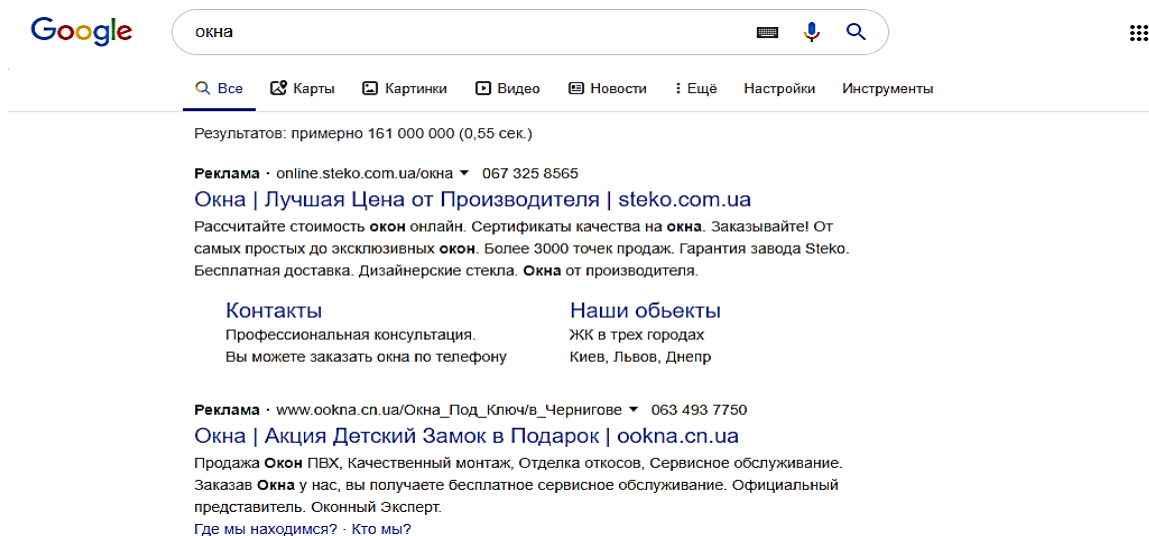 Google
окна
Все Карты Картинки Видео Новости Ещё Настройки Инструменты
Результатов: примерно 161 000 000 (0,55 сек.)
Реклама · online.steko.com.ua/окна 067 325 8565
Окна | Лучшая Цена от Производителя | steko.com.ua
Рассчитайте стоимость окон онлайн. Сертификаты качества на окна. Заказывайте! От
самых простых до эксклюзивных окон. Более 3000 точек продаж. Гарантия завода Steko.
Бесплатная доставка. Дизайнерские стекла. Окна от производителя.
Контакты Наши обьекты
Профессиональная консультация. ЖК в трех городах
Вы можете заказать окна по телефону Киев, Львов, Днепр
Реклама · www.ookna.cn.ua/Окна_Под_Ключ/в_Чернигове 063 493 7750
Окна | Акция Детский Замок в Подарок | ookna.cn.ua
Продажа Окон ПВХ, Качественный монтаж, Отделка откосов, Сервисное обслуживание.
Заказав Окна у нас, вы получаете бесплатное сервисное обслуживание. Официальный
представитель. Оконный Эксперт.
Где мы находимся? · Кто мы?